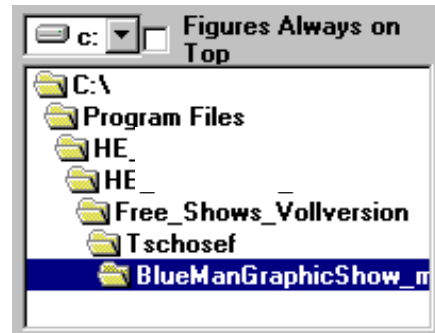 c: Figures Always on
Top
C:\
Program Files
HE_
HE_ _
Free_Shows_Vollversion
Tschosef
BlueManGraphicShow_m